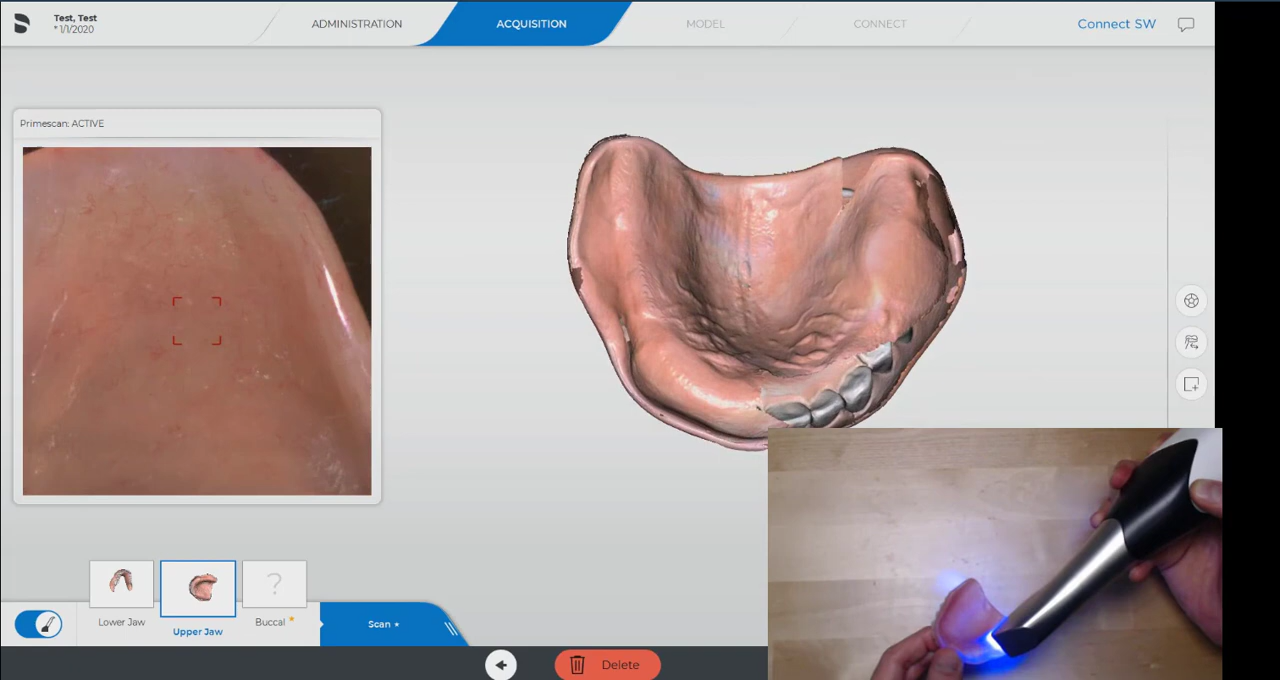 Test, Test
* 1/1/2020
ADMINISTRATION
ACQUISITION
MODEL
CONNECT
Connect SW
Primescan: ACTIVE
?
Lower Jaw
Upper Jaw
Buccal *
Scan
Delete